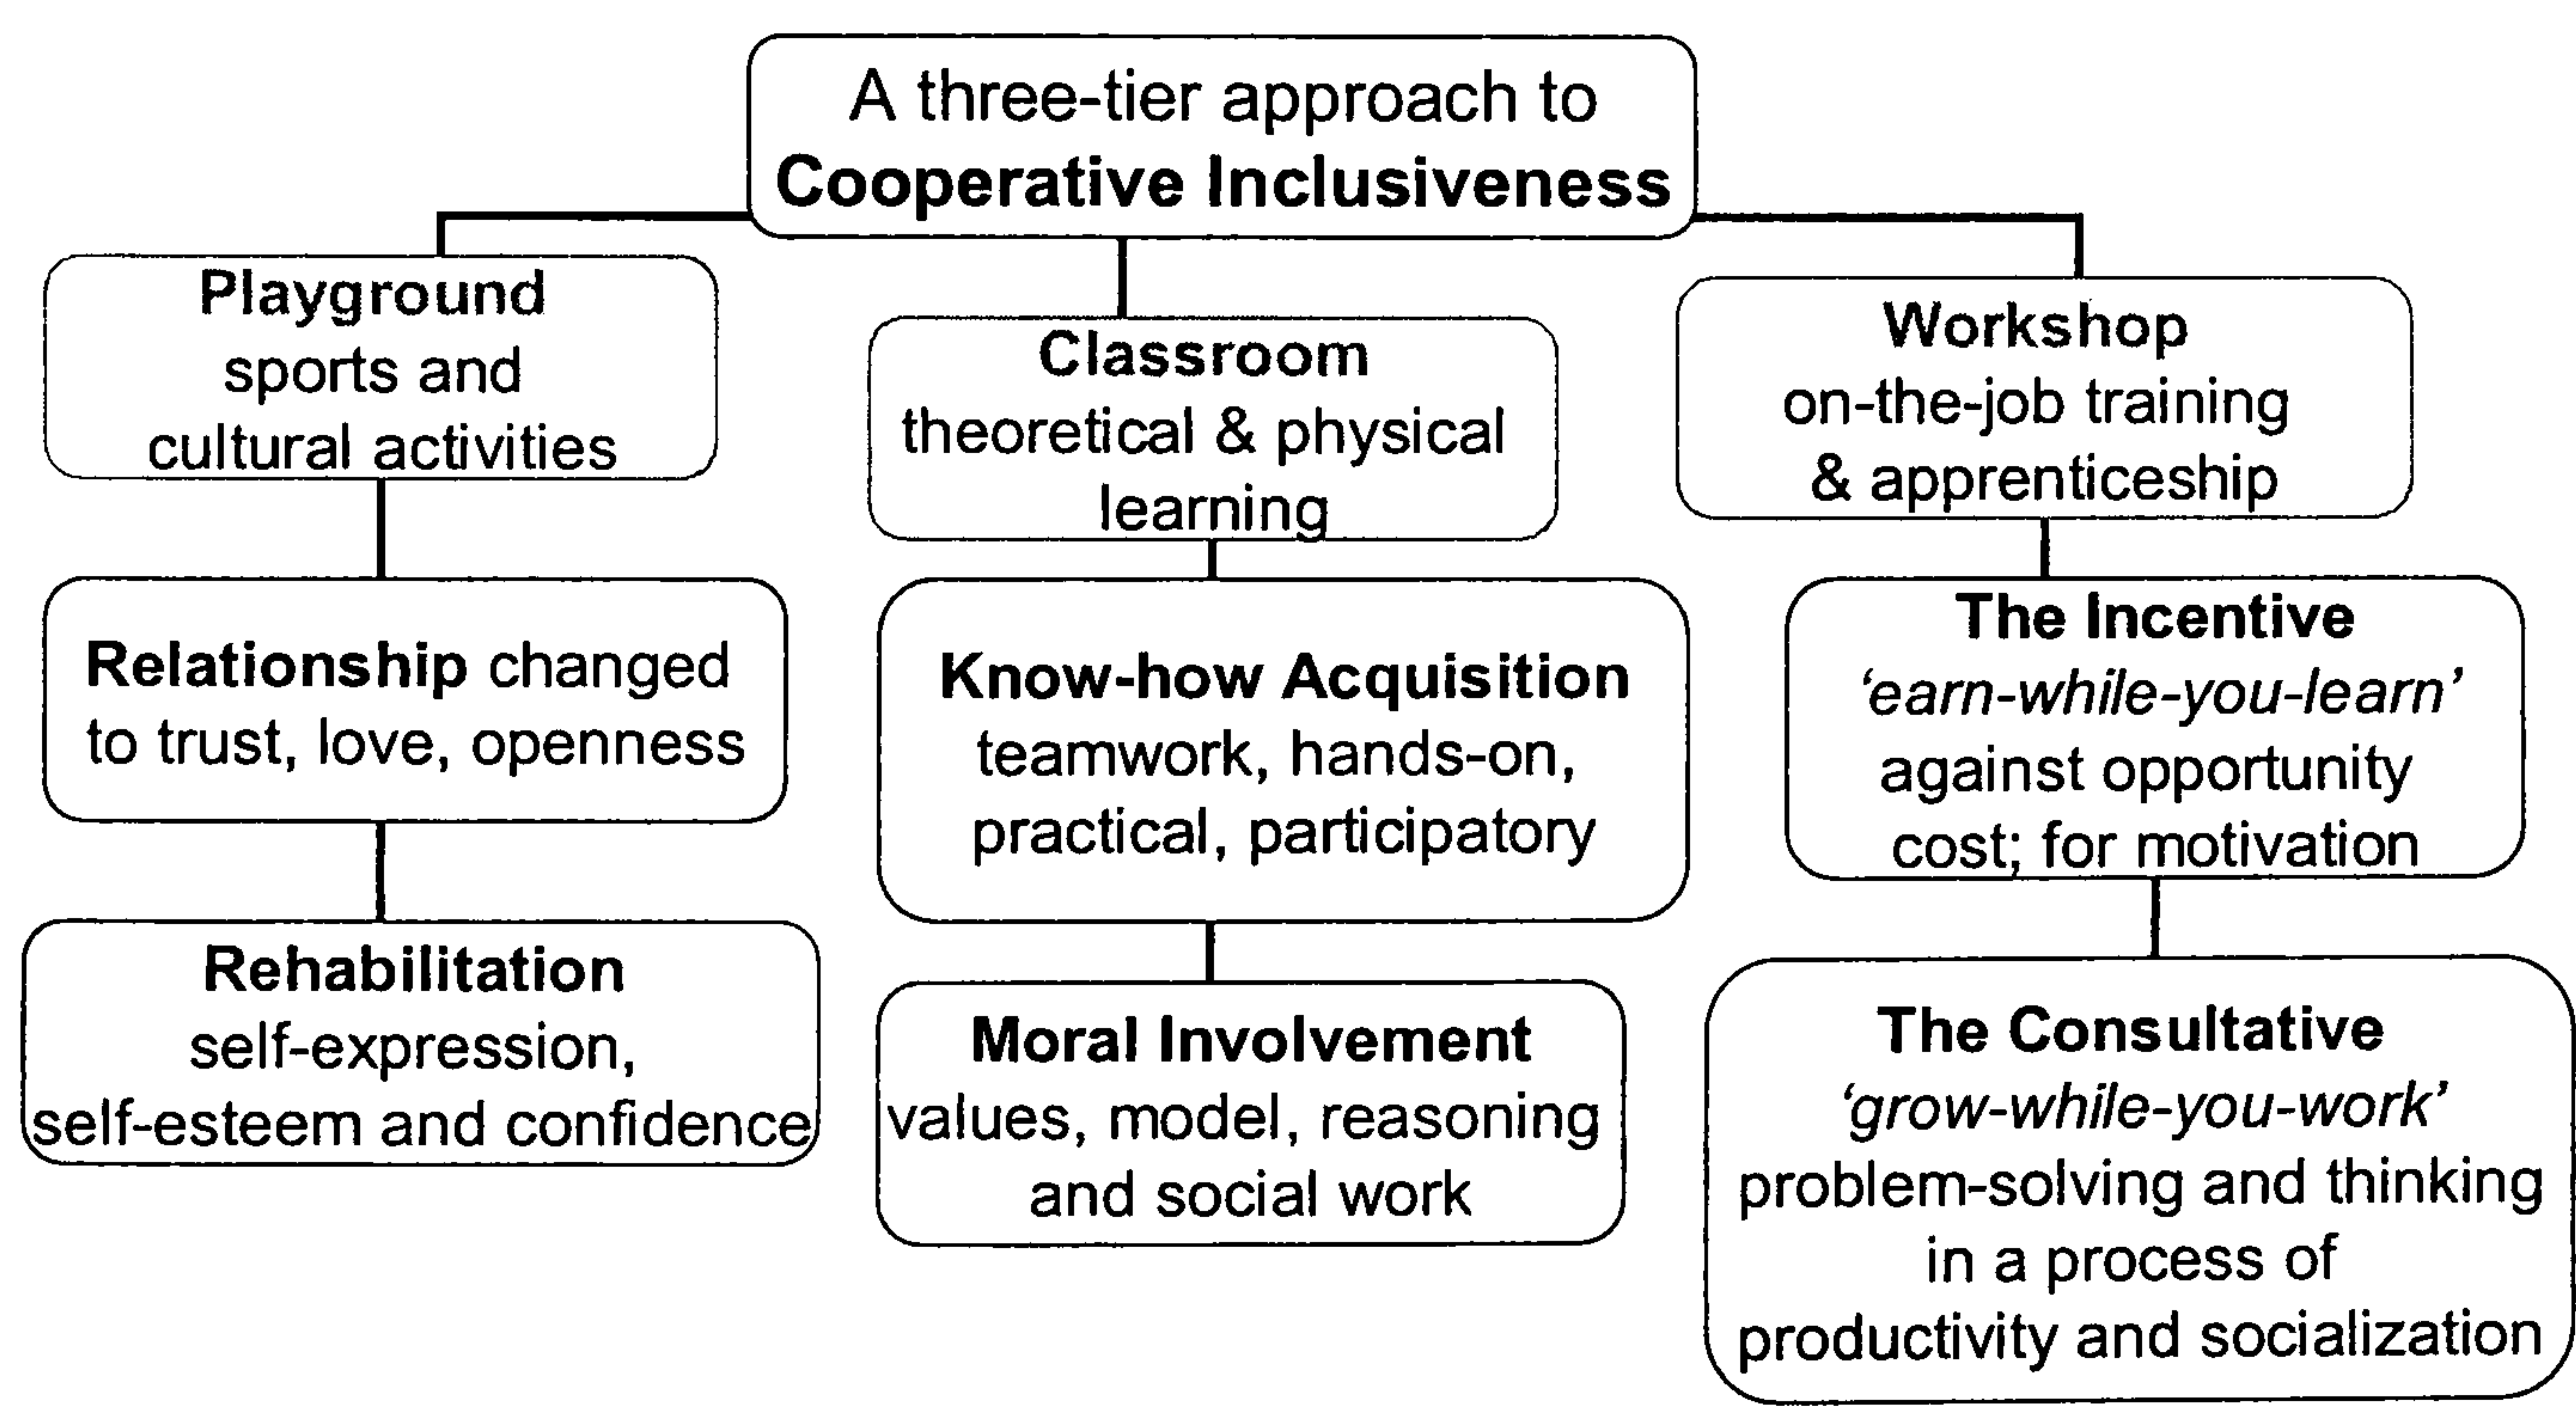 A three-tier approach to
Cooperative Inclusiveness
Playground
sports and
cultural activities
Relationship changed
to trust, love, openness
Rehabilitation
self-expression,
self-esteem and confidence
Classroom
theoretical & physical
learning
Know-how Acquisition
teamwork, hands-on,
practical, participatory
Moral Involvement
values, model, reasoning
and social work
Workshop
on-the-job training
& apprenticeship
The Incentive
‘earn-while-you-learn’
against opportunity
cost; for motivation
The Consultative
‘grow-while-you-work’
problem-solving and thinking
in a process of
productivity and socialization